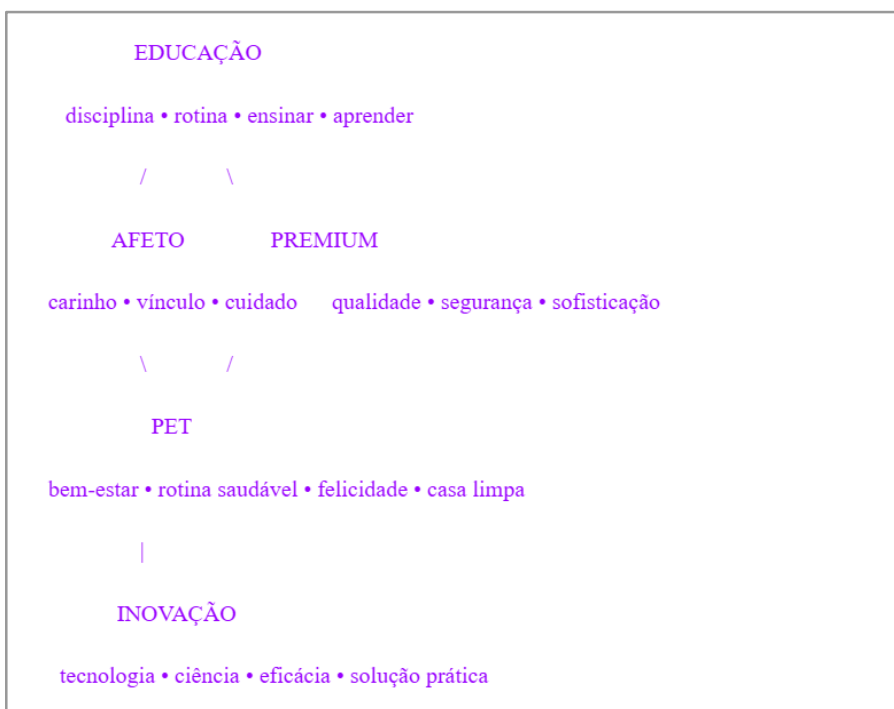 EDUCAÇÃO
disciplina • rotina • ensinar • aprender
/ \
AFETO PREMIUM
carinho • vínculo • cuidado qualidade • segurança • sofisticação
\ /
PET
bem-estar • rotina saudável • felicidade • casa limpa
|
INOVAÇÃO
tecnologia • ciência • eficácia • solução prática